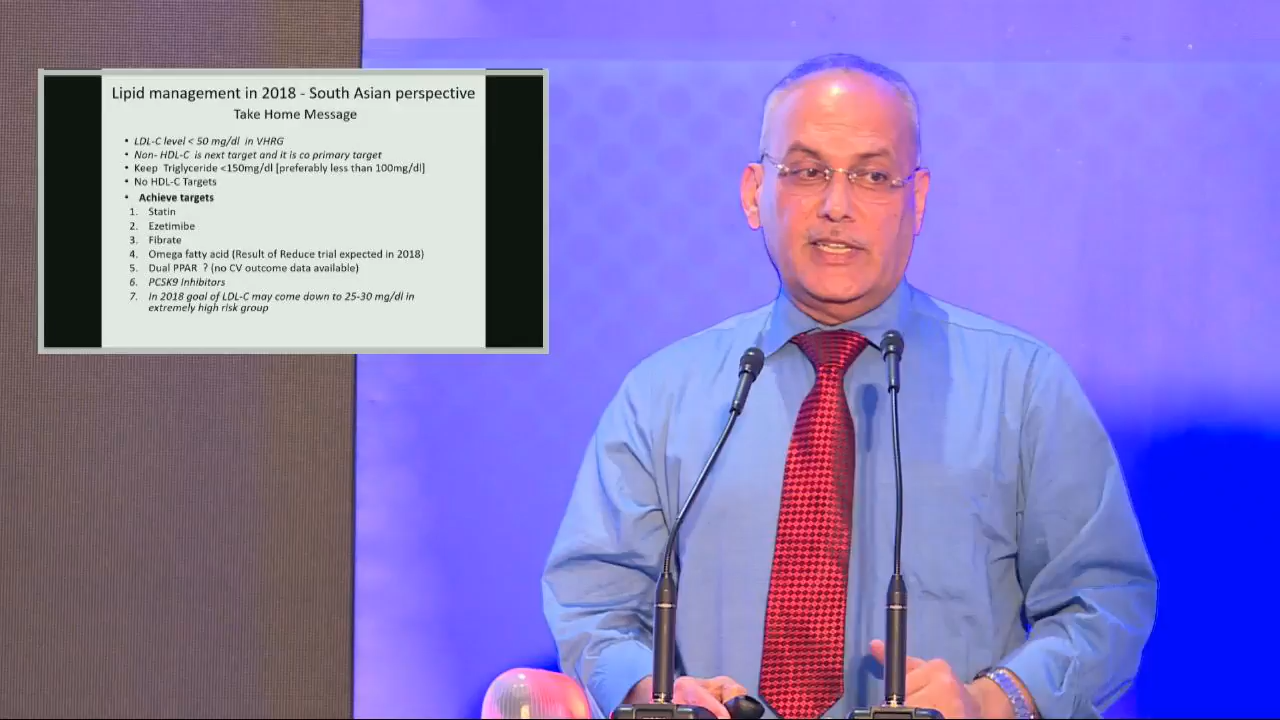 Lipid management in 2018 - South Asian perspective
Take Home Message
• LDL-C level < 50 mg/dl in VHRG
• Non- HDL-C is next target and it is co primary target
• Keep Triglyceride <150mg/dl [preferably less than 100mg/dl]
• No HDL-C Targets
• Achieve targets
1. Statin
2. Ezetimibe
3. Fibrate
4. Omega fatty acid (Result of Reduce trial expected in 2018)
5. Dual PPAR ? (no CV outcome data available)
6. PCSK9 Inhibitors
7. In 2018 goal of LDL-C may come down to 25-30 mg/dl in
extremely high risk group